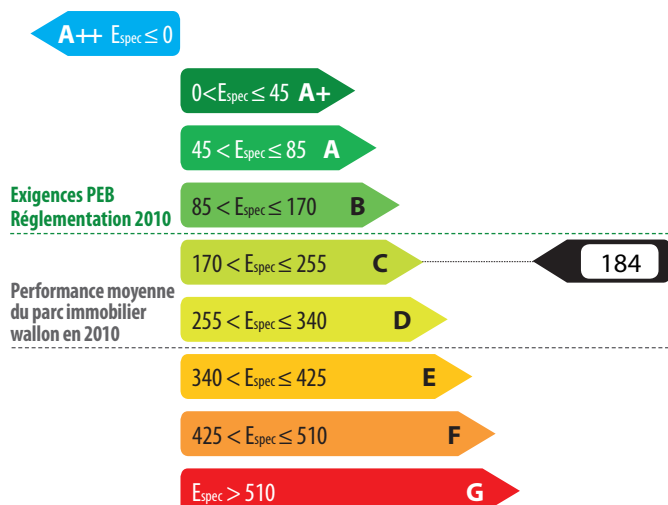 A++ Espec ≤ 0
0<Espec ≤ 45 A+
45 < Espec ≤ 85 A
Exigences PEB
Réglementation 2010
85 < Espec ≤ 170 B
170 < Espec ≤ 255 C
184
Performance moyenne
du parc immobilier
wallon en 2010
255 < Espec ≤ 340 D
340 < Espec ≤ 425 E
425 < Espec ≤ 510 F
Espec > 510 G